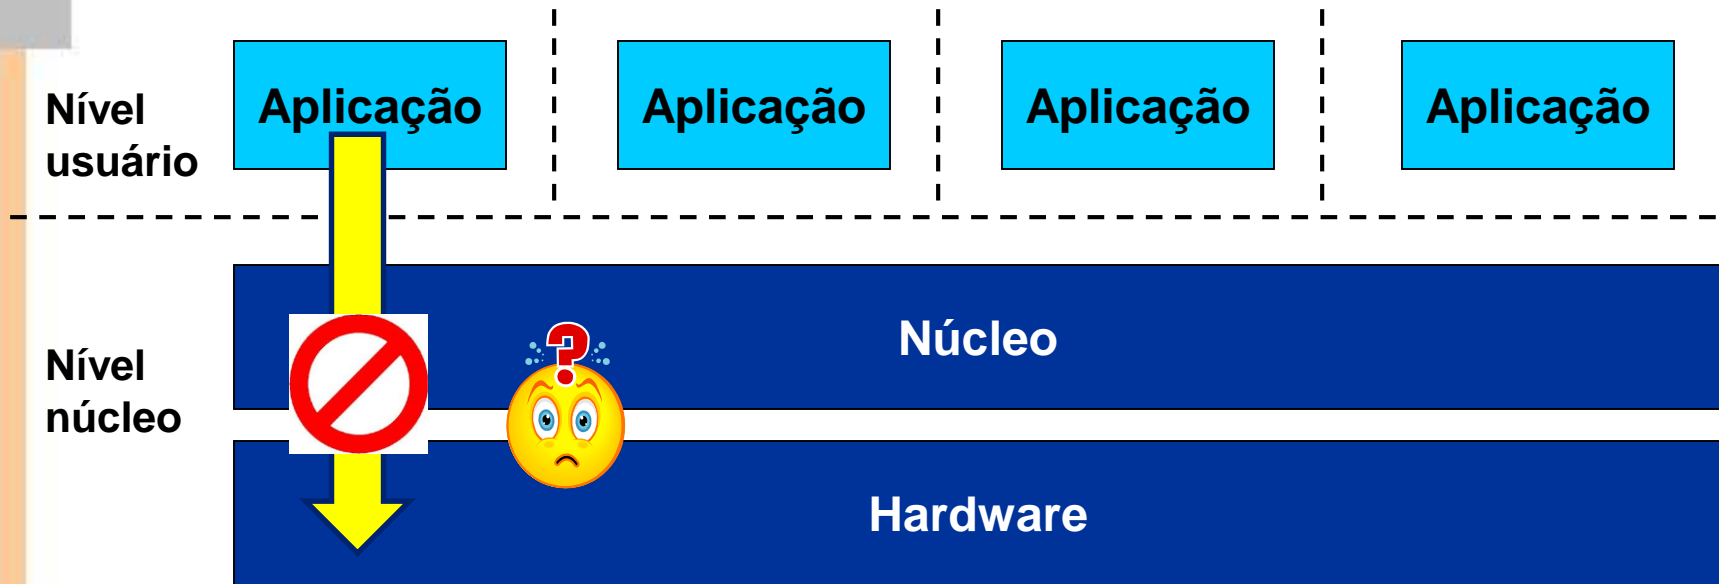 Nível
usuário
Aplicação
Aplicação
Aplicação
Aplicação
Nível
núcleo
Núcleo
?
Hardware